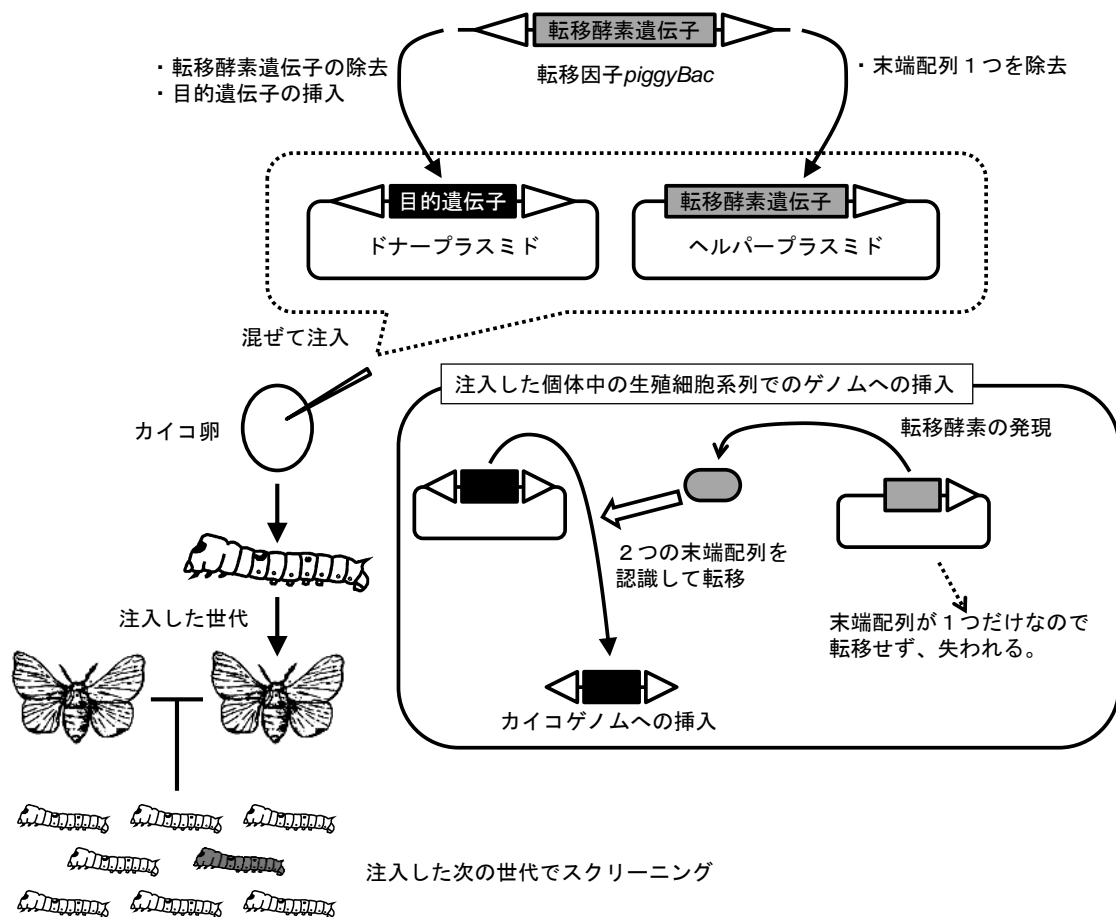 転移酵素遺伝子
・転移酵素遺伝子の除去
・目的遺伝子の挿入
転移因子piggyBac
・末端配列１つを除去
目的遺伝子
ドナープラスミド
転移酵素遺伝子
ヘルパープラスミド
混ぜて注入
カイコ卵
注入した世代
注入した個体中の生殖細胞系列でのゲノムへの挿入
転移酵素の発現
２つの末端配列を
認識して転移
末端配列が１つだけなので
転移せず、失われる。
カイコゲノムへの挿入
注入した次の世代でスクリーニング